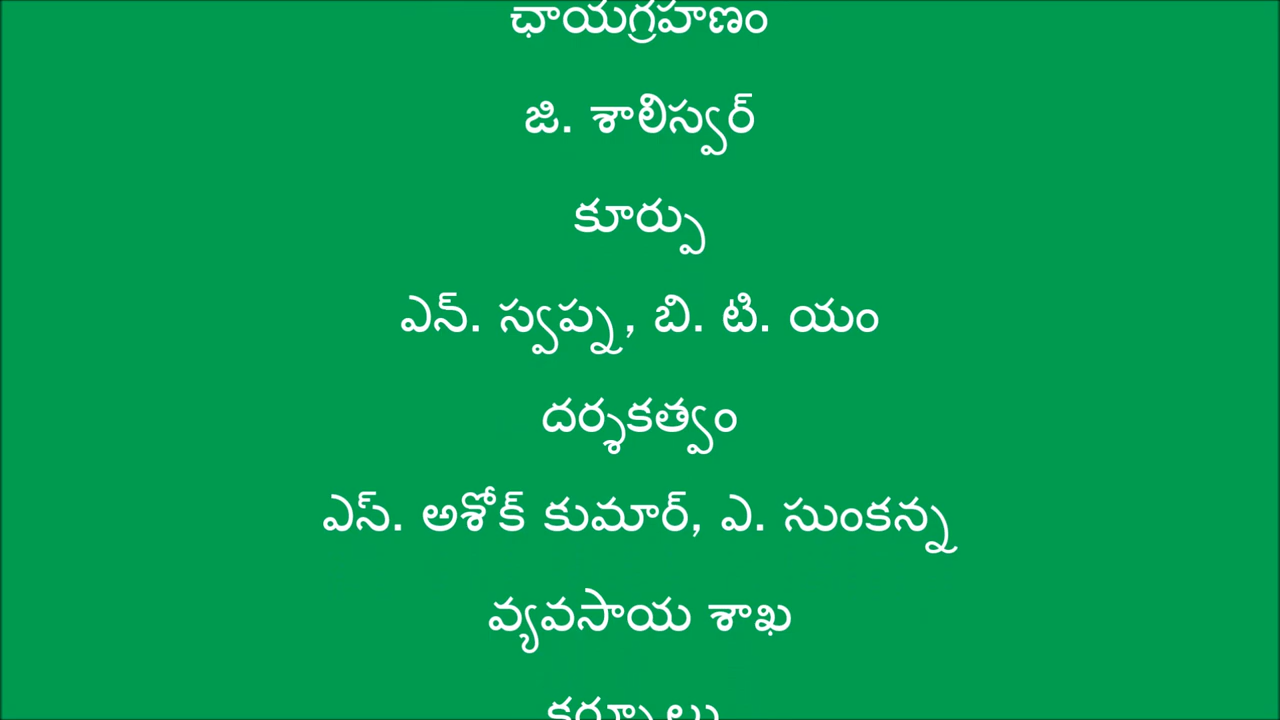 ఛాయగ్రహణం
జి. శాలిస్వర్
కూర్పు
ఎన్. స్వప్న, బి. టి. యం
దర్శకత్వం
ఎస్. అశోక్ కుమార్, ఎ. సుంకన్న
వ్యవసాయ శాఖ